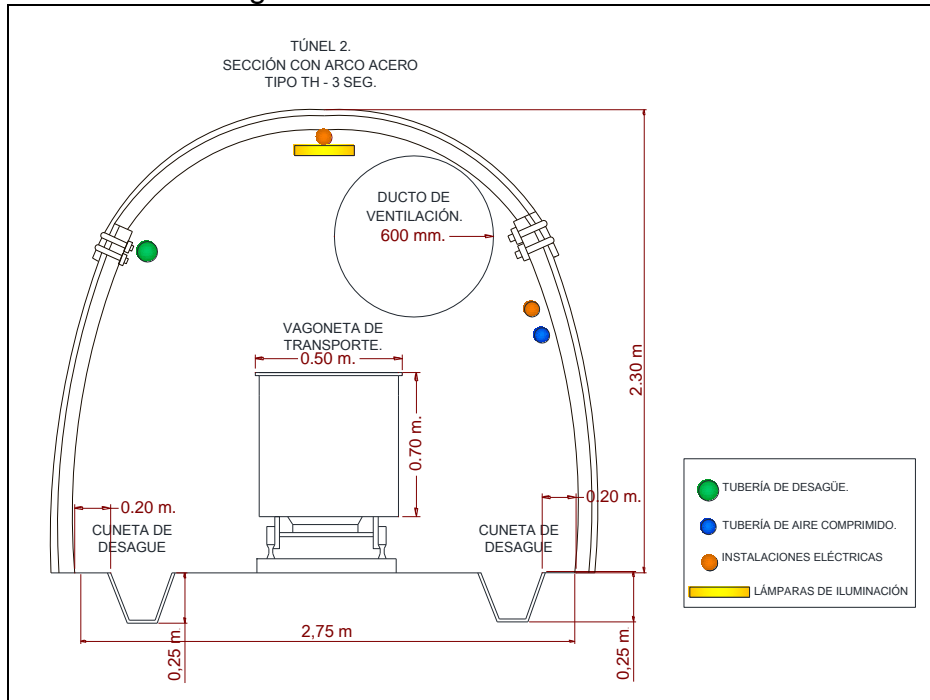 TÚNEL 2.
SECCIÓN CON ARCO ACERO
TIPO TH - 3 SEG.
DUCTO DE
VENTILACIÓN.
600 mm.
VAGONETA DE
TRANSPORTE.
0.50 m.
0.70 m.
2.30 m
0.20 m.
0.20 m.
CUNETA DE
DESAGUE
CUNETA DE
DESAGUE
2,75 m
0,25 m
0,25 m
TUBERÍA DE DESAGÜE.
TUBERÍA DE AIRE COMPRIMIDO.
INSTALACIONES ELÉCTRICAS
LÁMPARAS DE ILUMINACIÓN